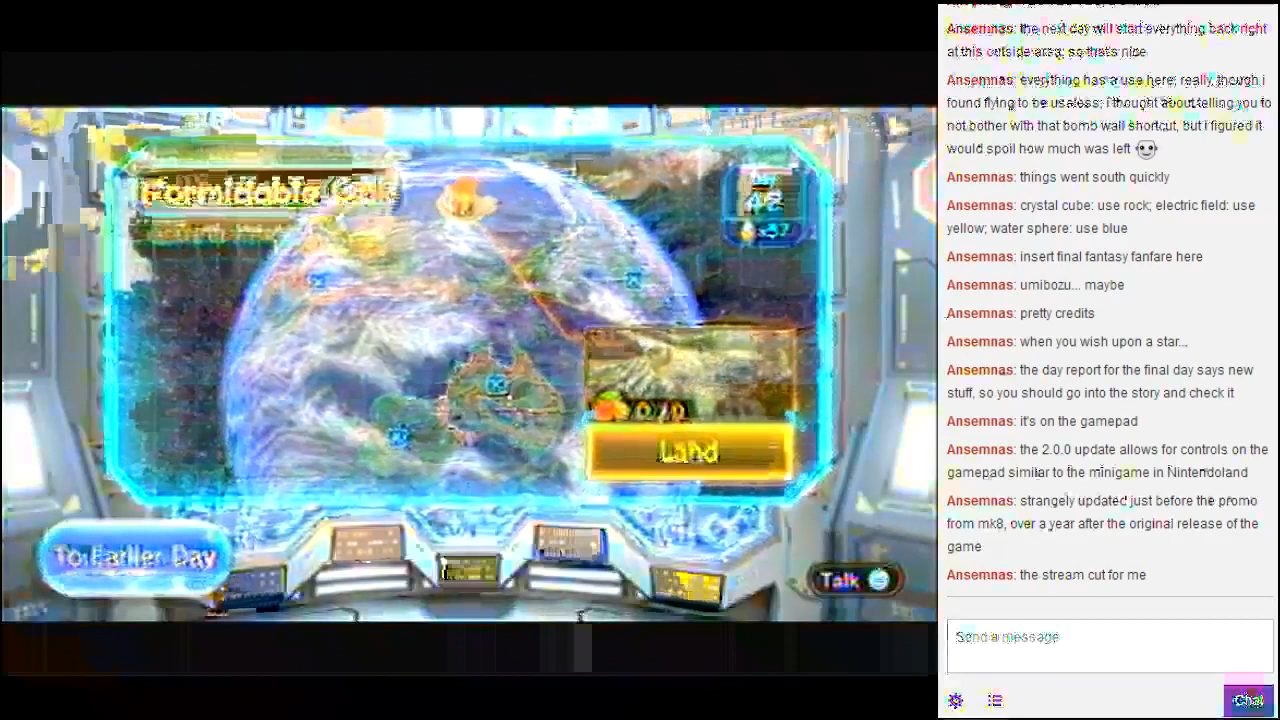 Formidable Oak
Day
42
To Earlier Day
Land
Talk
Ansemnas: the next day will start everything back right
at this outside area, so that's nice
Ansemnas: everything has a use here, really, though i
found flying to be useless; i thought about telling you to
not bother with that bomb wall shortcut, but i figured it
would spoil how much was left
Ansemnas: things went south quickly
Ansemnas: crystal cube: use rock; electric field: use
yellow; water sphere: use blue
Ansemnas: insert final fantasy fanfare here
Ansemnas: umibozu... maybe
Ansemnas: pretty credits
Ansemnas: when you wish upon a star...
Ansemnas: the day report for the final day says new
stuff, so you should go into the story and check it
Ansemnas: it's on the gamepad
Ansemnas: the 2.0.0 update allows for controls on the
gamepad similar to the minigame in Nintendoland
Ansemnas: strangely updated just before the promo
from mk8, over a year after the original release of the
game
Ansemnas: the stream cut for me
Send a message
Chat